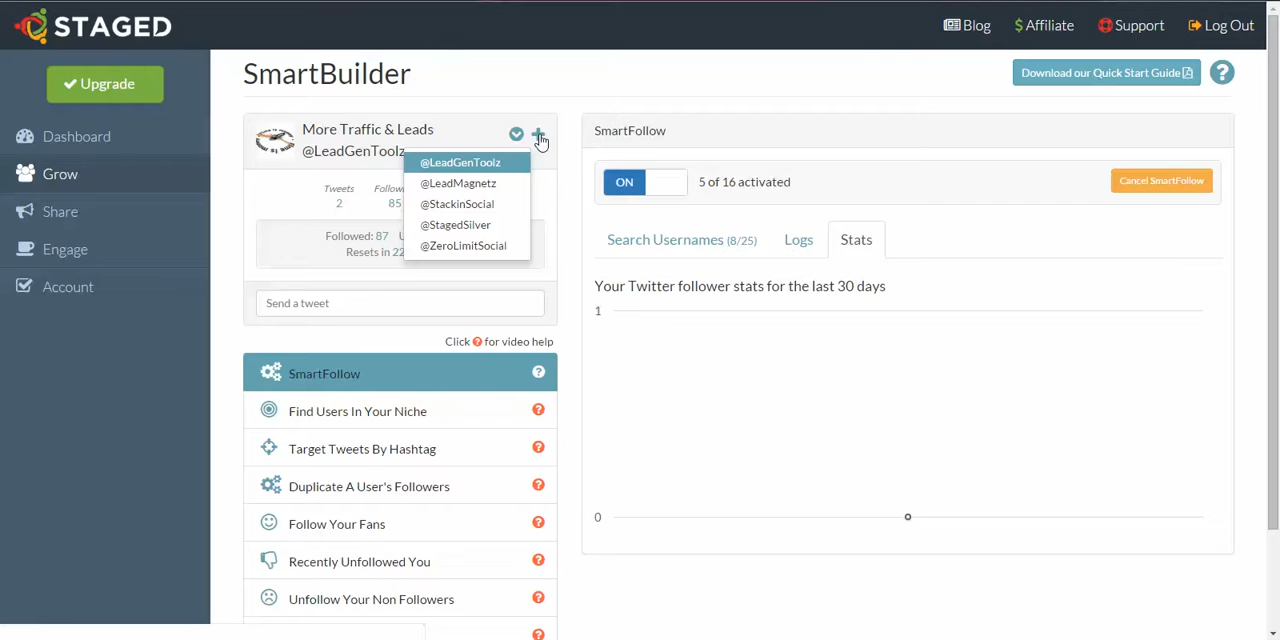 STAGED
Blog
Affiliate
Support
Log Out
Upgrade
Dashboard
Grow
Share
Engage
Account
SmartBuilder
Download our Quick Start Guide
?
More Traffic & Leads
@LeadGenToolz
@LeadGenToolz
@LeadMagnetz
@StackinSocial
@StagedSilver
@ZeroLimitSocial
Tweets
2
85
Followed: 87
Resets in 22
Send a tweet
Click ? for video help
SmartFollow ?
Find Users In Your Niche ?
Target Tweets By Hashtag ?
Duplicate A User's Followers ?
Follow Your Fans ?
Recently Unfollowed You ?
Unfollow Your Non Followers ?
?
SmartFollow
ON
5 of 16 activated
Cancel SmartFollow
Search Usernames (8/25)
Logs
Stats
Your Twitter follower stats for the last 30 days
1
0